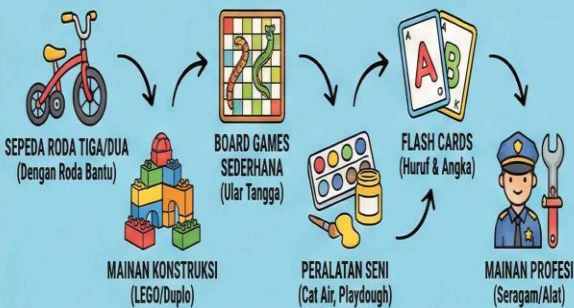 SEPEDA RODA TIGA/DUA
(Dengan Roda Bantu)
MAINAN KONSTRUKSI
(LEGO/Duplo)
BOARD GAMES
SEDERHANA
(Ular Tangga)
PERALATAN SENI
(Cat Air, Playdough)
A
A
B
Q
K
FLASH CARDS
(Huruf & Angka)
MAINAN PROFESI
(Seragam/Alat)